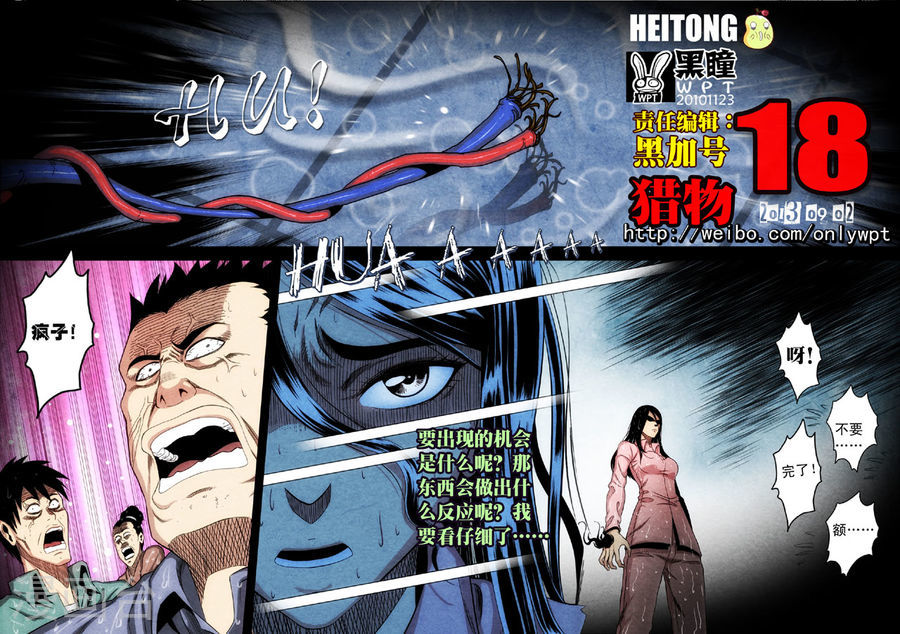 HEITONG
黑瞳
WPT
WPT
20101123
责任编辑：
黑加号
18
猎物
2013 09 02
http://weibo.com/onlywpt
HU!
HUA A A A A A
疯子！
要出现的机会
是什么呢？那
东西会做出什
么反应呢？我
要看仔细了……
呀！
不要
……
完了！
额……
漫画台